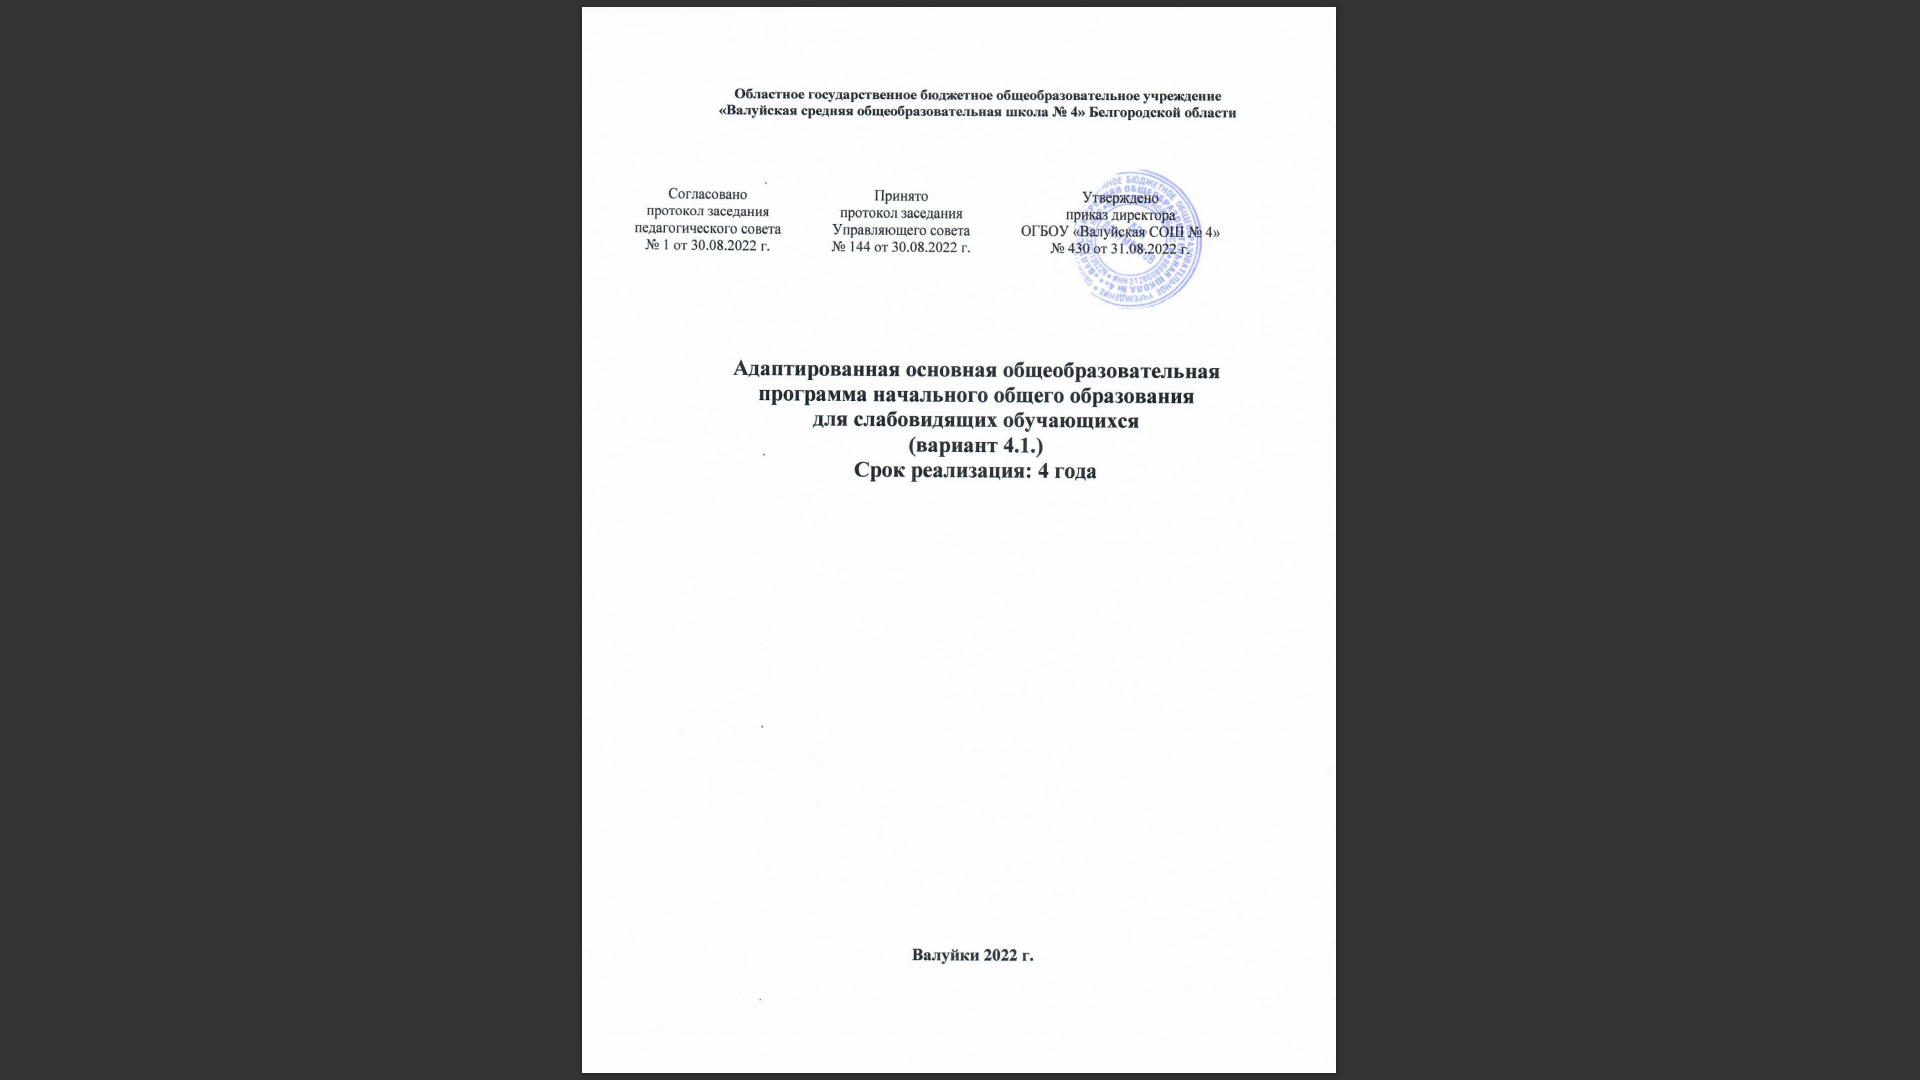 Областное государственное бюджетное общеобразовательное учреждение
«Валуйская средняя общеобразовательная школа № 4» Белгородской области
Согласовано
протокол заседания
педагогического совета
№ 1 от 30.08.2022 г.
Принято
протокол заседания
Управляющего совета
№ 144 от 30.08.2022 г.
Утверждено
приказ директора
ОГБОУ «Валуйская СОШ № 4»
№ 430 от 31.08.2022 г.
Адаптированная основная общеобразовательная
программа начального общего образования
для слабовидящих обучающихся
(вариант 4.1.)
Срок реализация: 4 года
Валуйки 2022 г.